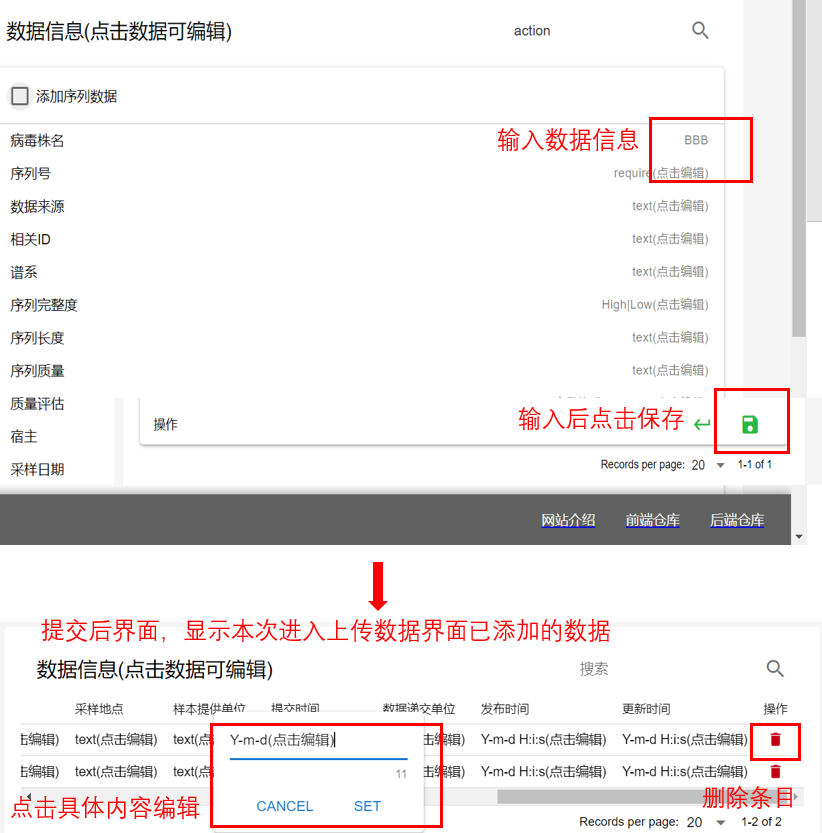 数据信息(点击数据可编辑) action
添加序列数据
病毒株名 输入数据信息 BBB
序列号 require(点击编辑)
数据来源 text(点击编辑)
相关ID text(点击编辑)
谱系 text(点击编辑)
序列完整度 High|Low(点击编辑)
序列长度 text(点击编辑)
序列质量 text(点击编辑)
质量评估
操作 输入后点击保存
宿主
采样日期 Records per page: 20 1-1 of 1
网站介绍 前端仓库 后端仓库
提交后界面，显示本次进入上传数据界面已添加的数据
数据信息(点击数据可编辑) 搜索
采样地点 样本提供单位 提交时间 数据递交单位 发布时间 更新时间 操作
击编辑) text(点击编辑) text(点 Y-m-d(点击编辑) 击编辑) Y-m-d H:i:s(点击编辑) Y-m-d H:i:s(点击编辑)
击编辑) text(点击编辑) text(点 11 击编辑) Y-m-d H:i:s(点击编辑) Y-m-d H:i:s(点击编辑)
点击具体内容编辑 CANCEL SET 删除条目
Records per page: 20 1-2 of 2